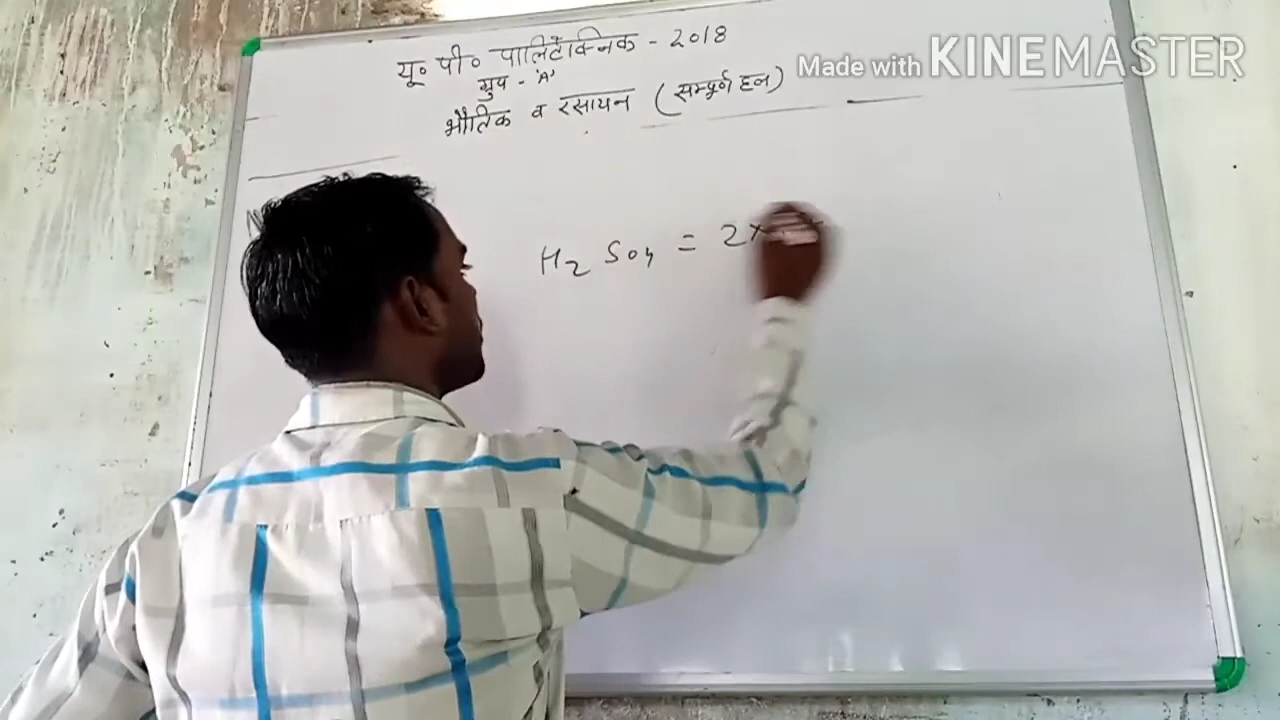 यू० पी० पालिटेक्निक - 2018
ग्रुप - 'A'
भौतिक व रसायन (सम्पूर्ण हल)
Made with KINEMASTER
H2 SO4 = 2x